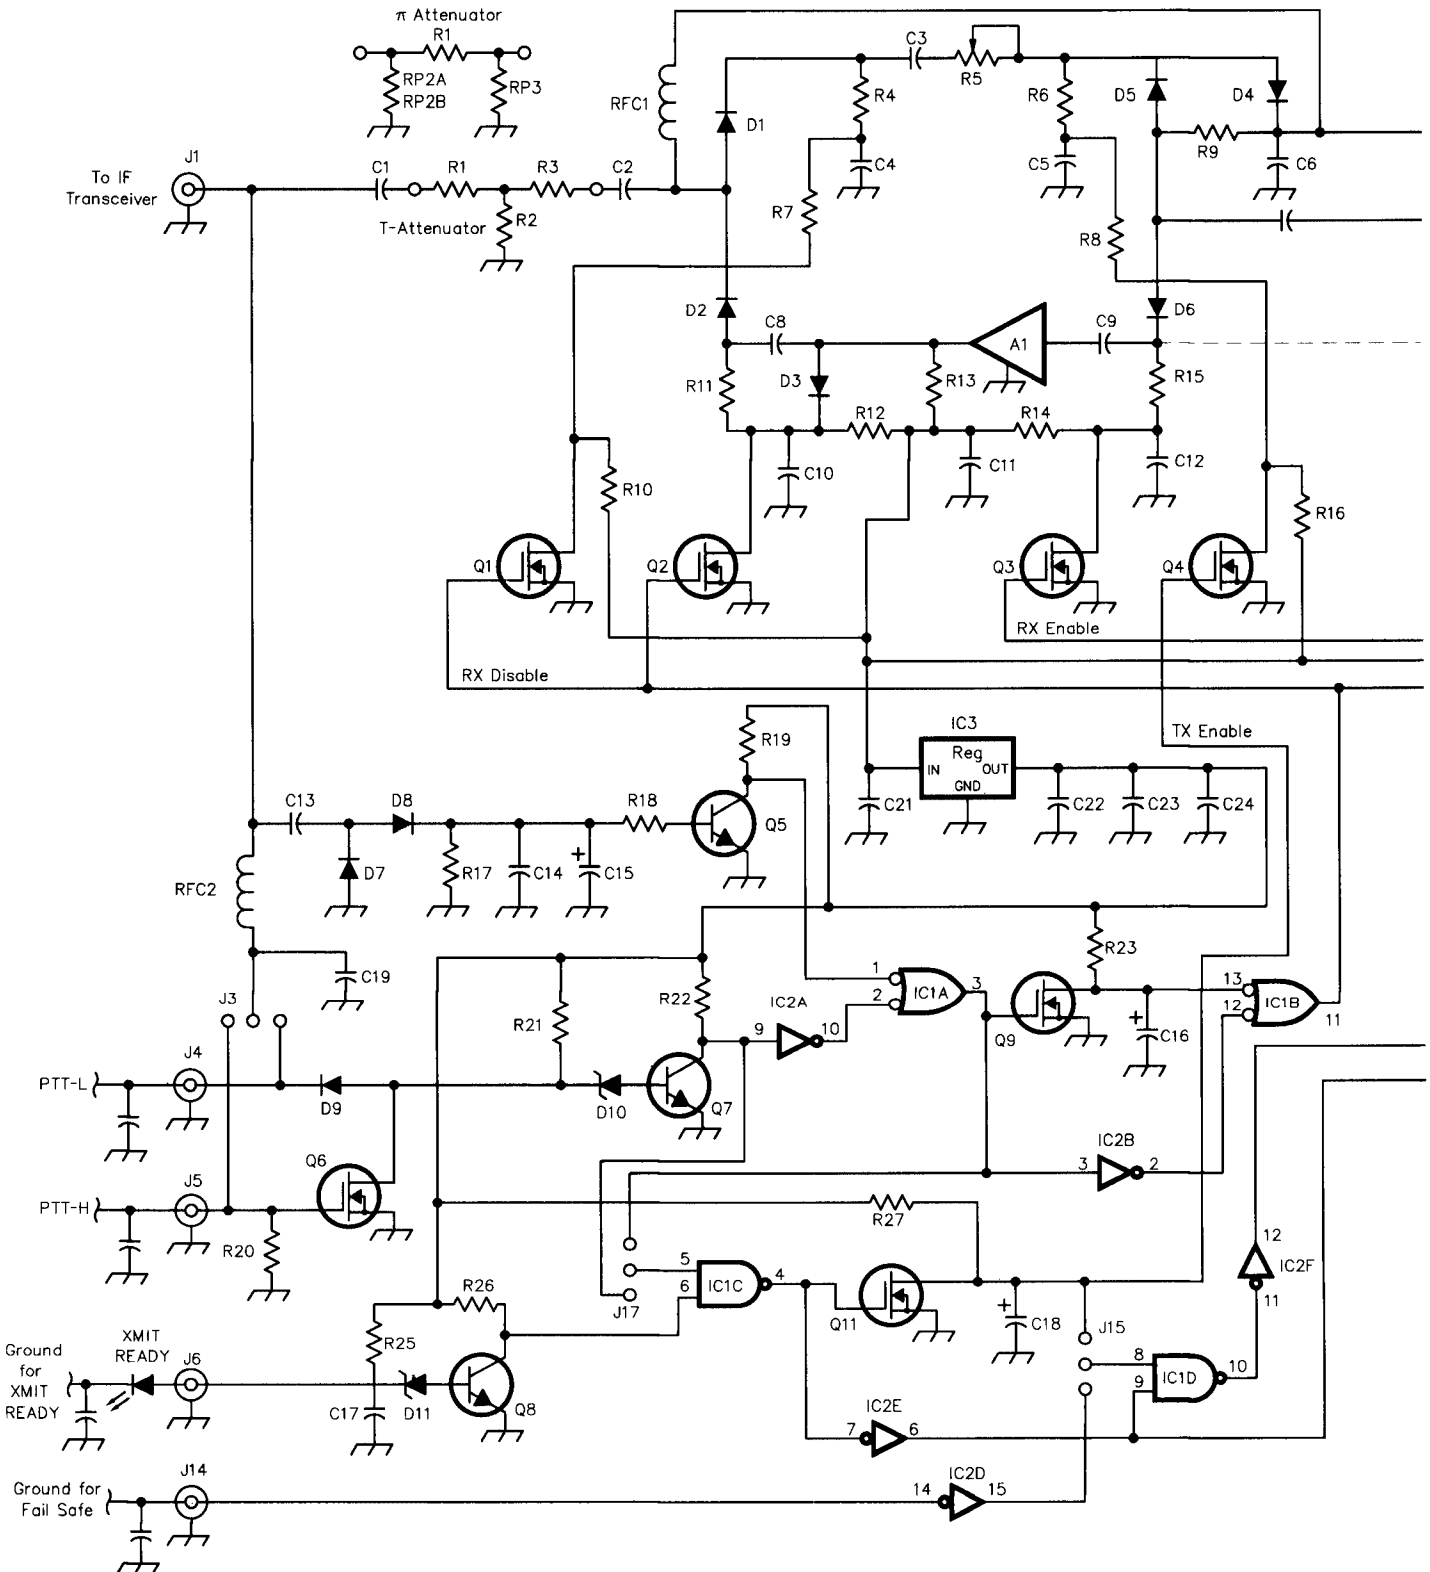 π Attenuator
R1
RP2A
RP2B
RP3
RFC1
C3
R5
R4
D1
C4
R6
C5
D5
D4
R9
C6
J1
To IF
Transceiver
C1
R1
R3
C2
R2
T-Attenuator
R7
R8
D2
C8
D3
A1
C9
D6
R11
R13
R15
R12
R14
C10
C11
C12
R10
R16
Q1
Q2
Q3
Q4
RX Enable
RX Disable
TX Enable
R19
IC3
Reg
IN
OUT
GND
C21
C22
C23
C24
C13
D8
R18
Q5
D7
R17
C14
+
C15
RFC2
C19
J3
R21
R22
IC2A
9
10
1
2
IC1A
3
R23
Q9
+
C16
13
12
IC1B
11
PTT-L
J4
D9
D10
Q7
IC2B
3
2
PTT-H
J5
Q6
R20
R27
J17
5
6
IC1C
4
Q11
+
C18
J15
12
IC2F
11
8
9
IC1D
10
R26
R25
C17
D11
Q8
Ground
for
XMIT
READY
XMIT
READY
J6
IC2E
7
6
Ground for
Fail Safe
J14
IC2D
14
15